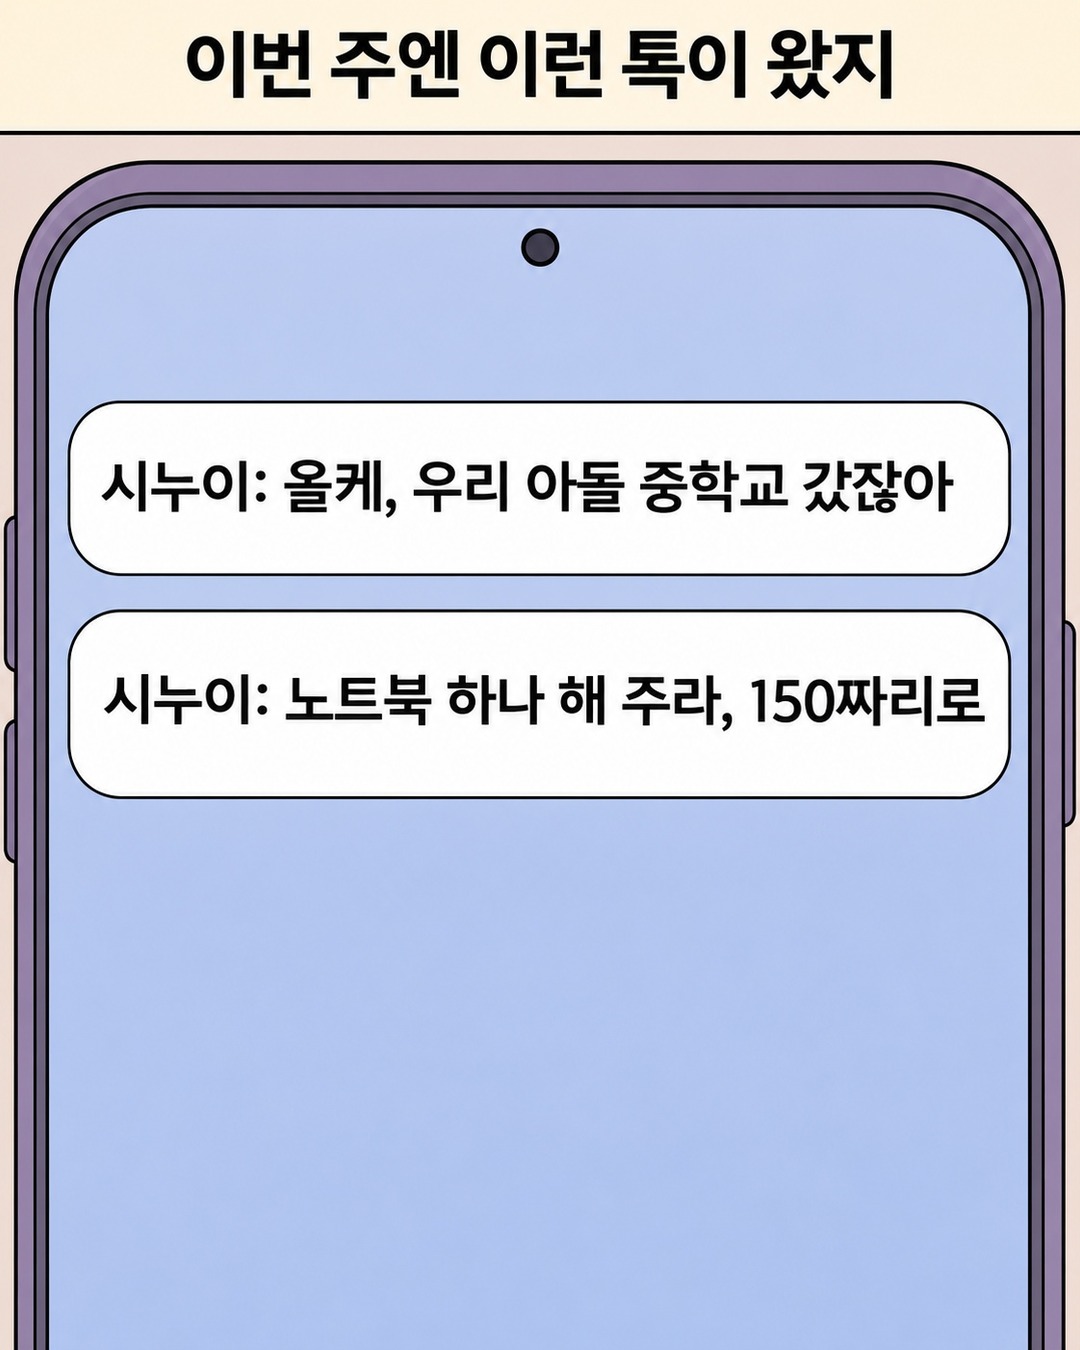 이번 주엔 이런 톡이 왔지
시누이: 올케, 우리 아돌 중학교 갔잖아
시누이: 노트북 하나 해 주라, 150짜리로